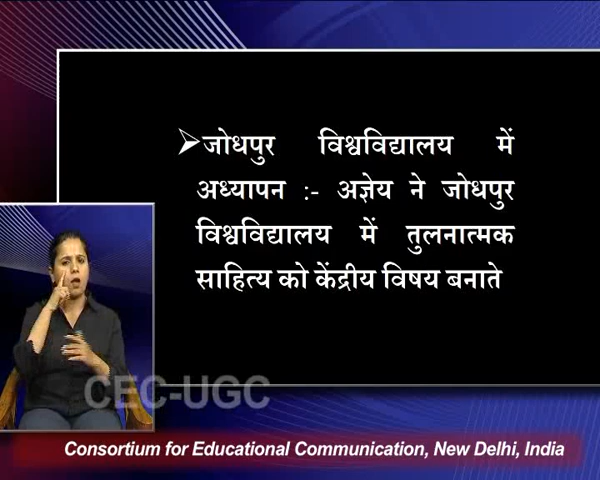 ➢जोधपुर विश्वविद्यालय में
अध्यापन :- अज्ञेय ने जोधपुर
विश्वविद्यालय में तुलनात्मक
साहित्य को केंद्रीय विषय बनाते
CEC-UGC
Consortium for Educational Communication, New Delhi, India